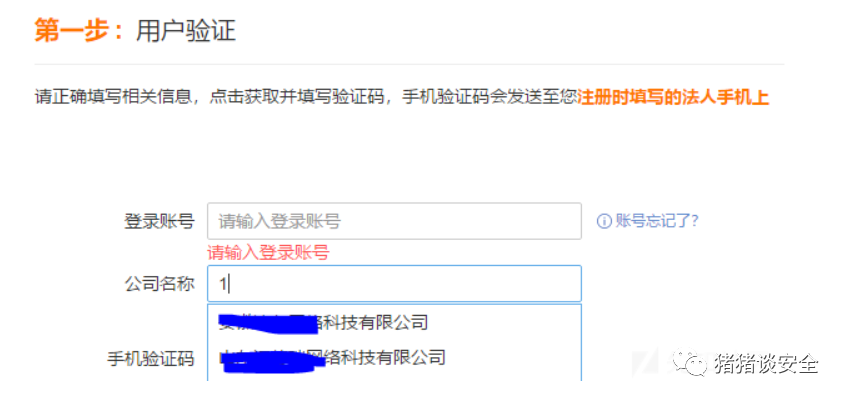 第一步：用户验证
请正确填写相关信息，点击获取并填写验证码，手机验证码会发送至您注册时填写的法人手机上
登录账号 请输入登录账号 账号忘记了?
请输入登录账号
公司名称 1
络科技有限公司
手机验证码 网络科技有限公司
猪猪谈安全